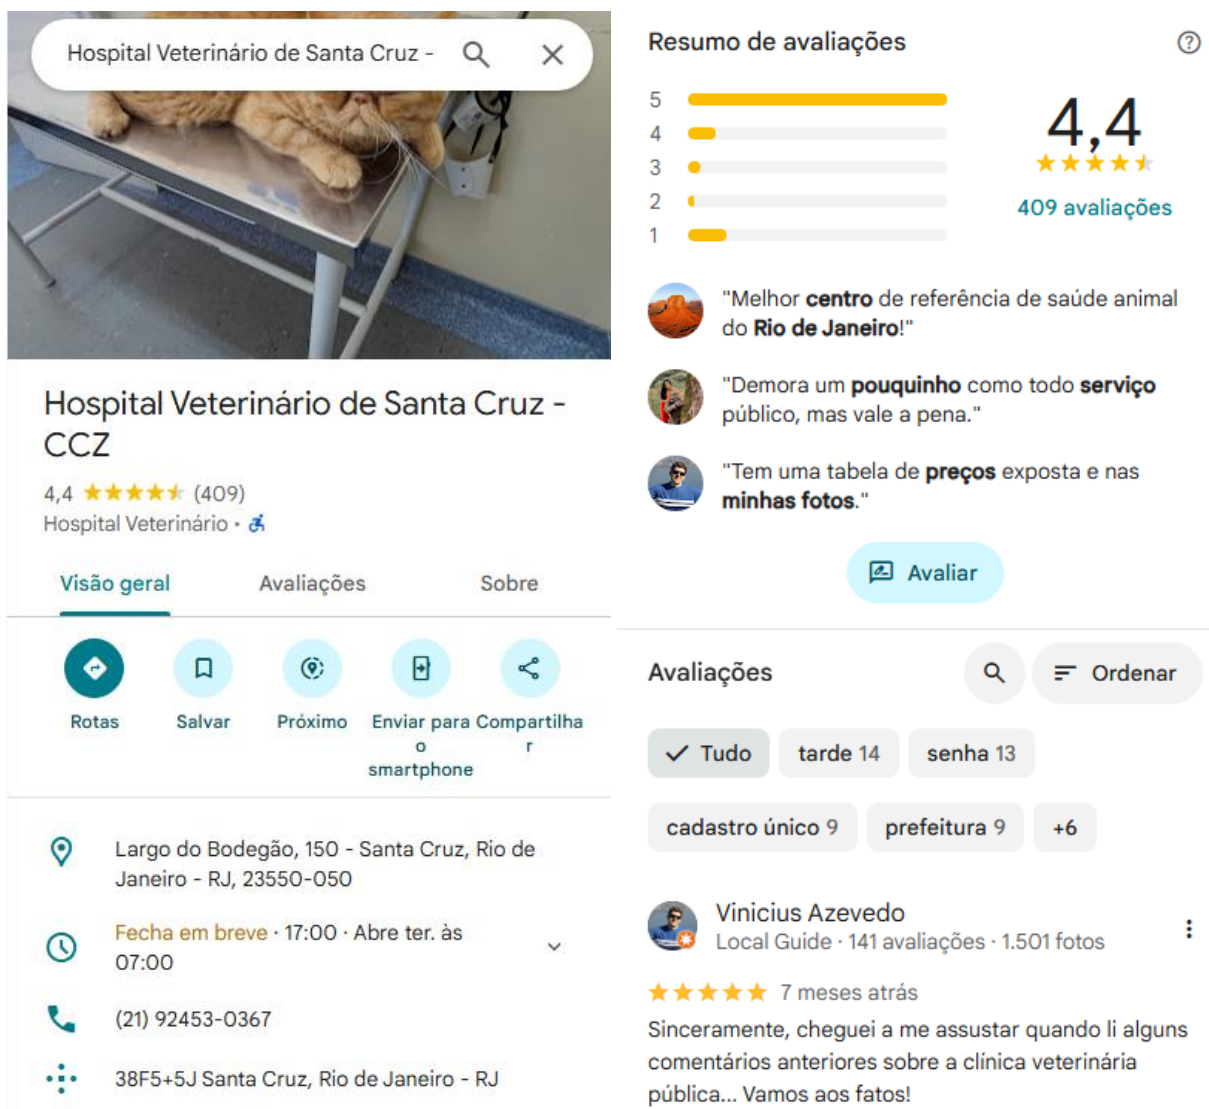 Hospital Veterinário de Santa Cruz -
Hospital Veterinário de Santa Cruz -
CCZ
4,4 (409)
Hospital Veterinário ·
Visão geral
Avaliações
Sobre
Rotas
Salvar
Próximo
Enviar para
o
smartphone
Compartilha
r
Largo do Bodegão, 150 - Santa Cruz, Rio de
Janeiro - RJ, 23550-050
Fecha em breve · 17:00 · Abre ter. às
07:00
(21) 92453-0367
38F5+5J Santa Cruz, Rio de Janeiro - RJ
Resumo de avaliações
5
4
3
2
1
4,4
409 avaliações
"Melhor centro de referência de saúde animal
do Rio de Janeiro!"
"Demora um pouquinho como todo serviço
público, mas vale a pena."
"Tem uma tabela de preços exposta e nas
minhas fotos."
Avaliar
Avaliações
Ordenar
Tudo
tarde 14
senha 13
cadastro único 9
prefeitura 9
+6
Vinicius Azevedo
Local Guide · 141 avaliações · 1.501 fotos
7 meses atrás
Sinceramente, cheguei a me assustar quando li alguns
comentários anteriores sobre a clínica veterinária
pública... Vamos aos fatos!